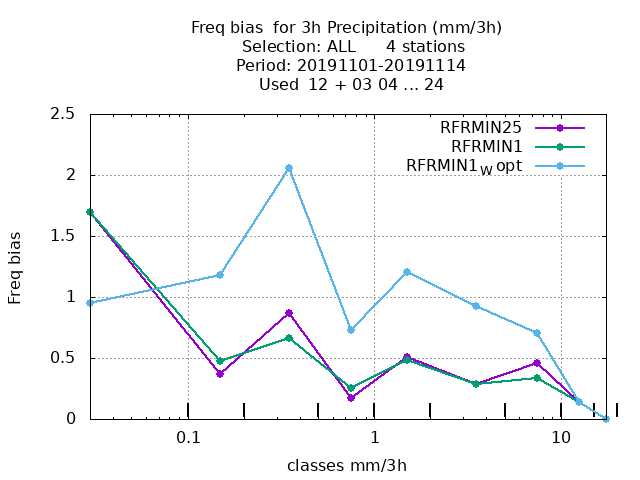 Freq bias  for 3h Precipitation (mm/3h)
Selection: ALL      4 stations
Period: 20191101-20191114
Used  12 + 03 04 ... 24
RFRMIN25
RFRMIN1
RFRMIN1W opt
2.5
2
1.5
1
0.5
0
Freq bias
0.1
1
10
classes mm/3h